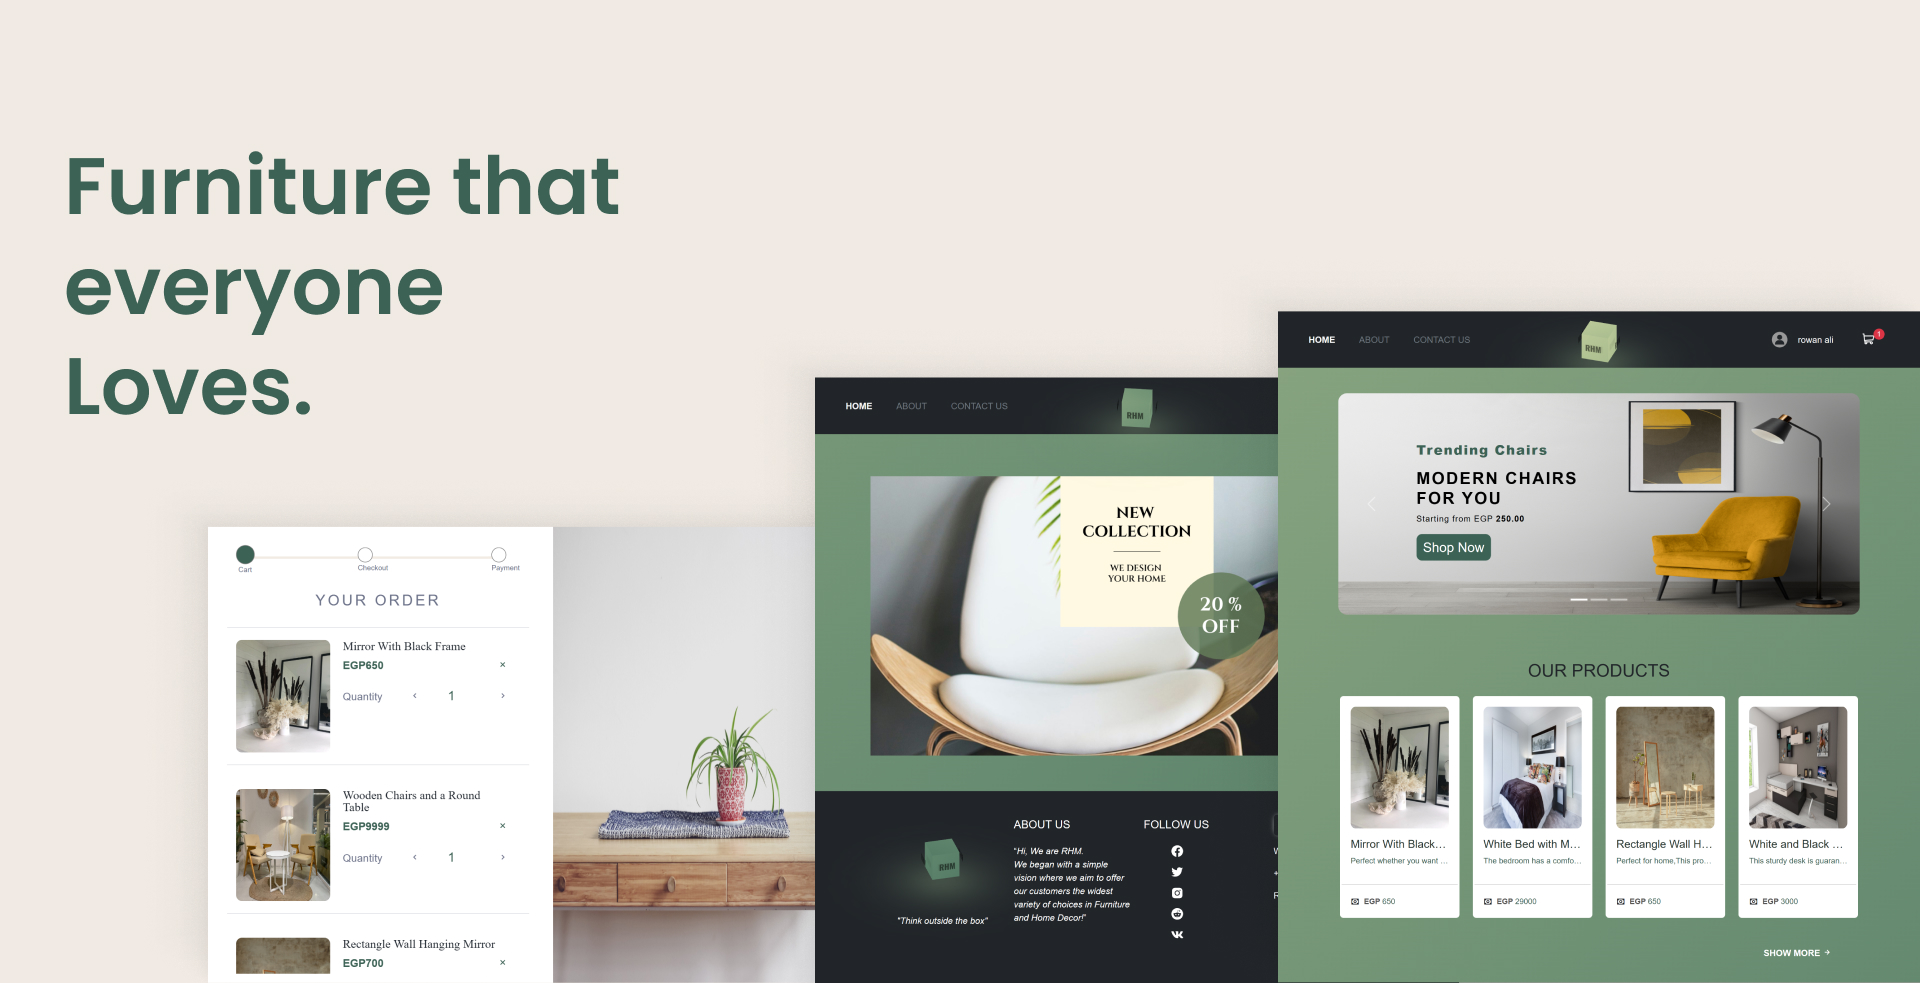 Furniture that
everyone
Loves.
Cart
Checkout
Payment
YOUR ORDER
Mirror With Black Frame
EGP650
×
Quantity
‹
1
›
Wooden Chairs and a Round
Table
EGP9999
×
Quantity
‹
1
›
Rectangle Wall Hanging Mirror
EGP700
×
HOME
ABOUT
CONTACT US
RHM
NEW
COLLECTION
WE DESIGN
YOUR HOME
20 %
OFF
RHM
"Think outside the box"
ABOUT US
"Hi, We are RHM.
We began with a simple
vision where we aim to offer
our customers the widest
variety of choices in Furniture
and Home Decor!"
FOLLOW US
W
+
R
HOME
ABOUT
CONTACT US
RHM
rowan ali
1
Trending Chairs
MODERN CHAIRS
FOR YOU
Starting from EGP 250.00
Shop Now
OUR PRODUCTS
Mirror With Black...
Perfect whether you want ...
EGP 650
White Bed with M...
The bedroom has a comfo...
EGP 29000
Rectangle Wall H...
Perfect for home,This pro...
EGP 650
White and Black ...
This sturdy desk is guaran...
EGP 3000
SHOW MORE →